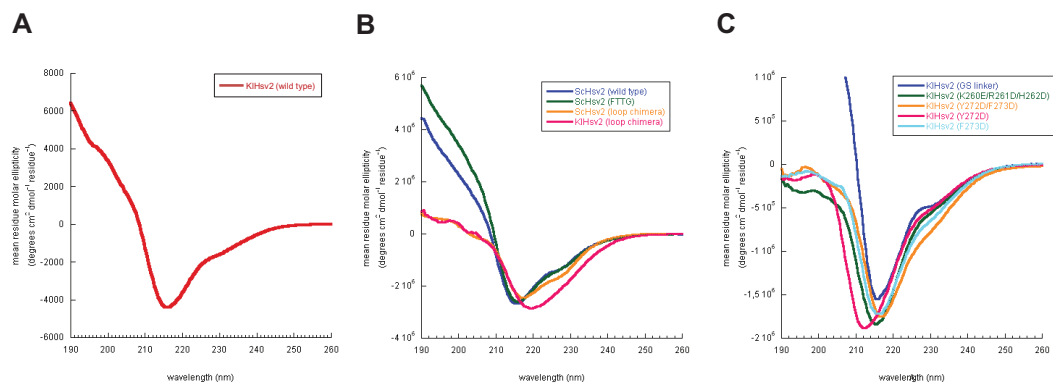 A
B
C
mean residue molar ellipticity
(degrees cm² dmol⁻¹ residue⁻¹)
8000
6000
4000
2000
0
-2000
-4000
-6000
KlHsv2 (wild type)
190 200 210 220 230 240 250 260
wavelength (nm)
mean residue molar ellipticity
(degrees cm² dmol⁻¹ residue⁻¹)
6 10⁶
4 10⁶
2 10⁶
0
-2 10⁶
-4 10⁶
ScHsv2 (wild type)
ScHsv2 (FTTG)
ScHsv2 (loop chimera)
KlHsv2 (loop chimera)
190 200 210 220 230 240 250 260
wavelength (nm)
mean residue molar ellipticity
(degrees cm² dmol⁻¹ residue⁻¹)
1 10⁶
5 10⁵
0
-5 10⁵
-1 10⁶
-1,5 10⁶
-2 10⁶
KlHsv2 (GS linker)
KlHsv2 (K260E/R261D/H262D)
KlHsv2 (Y272D/F273D)
KlHsv2 (Y272D)
KlHsv2 (F273D)
190 200 210 220 230 240 250 260
wavelength (nm)